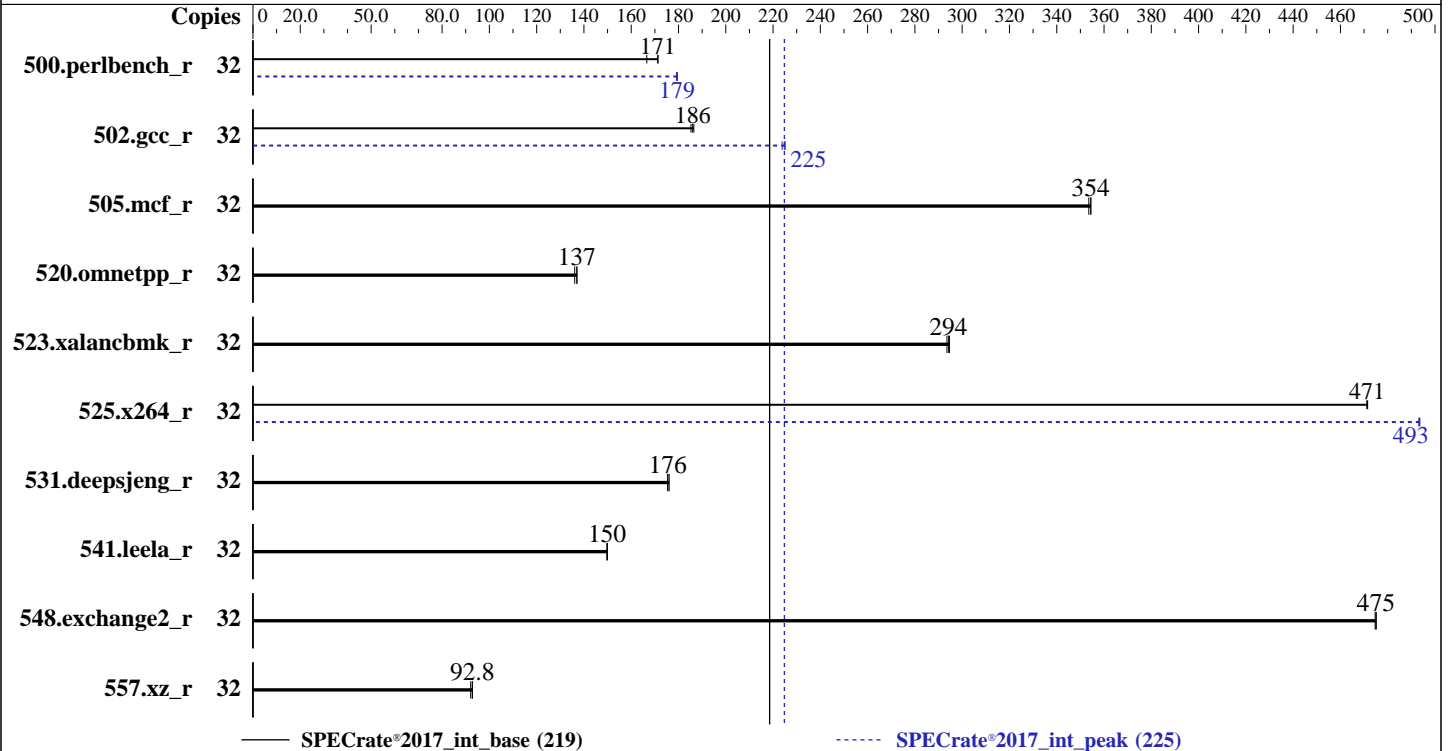 Copies 0 20.0 50.0 80.0 100 120 140 160 180 200 220 240 260 280 300 320 340 360 380 400 420 440 460 500
171
500.perlbench_r 32
179
186
502.gcc_r 32
225
354
505.mcf_r 32
137
520.omnetpp_r 32
294
523.xalancbmk_r 32
471
525.x264_r 32
493
176
531.deepsjeng_r 32
150
541.leela_r 32
475
548.exchange2_r 32
92.8
557.xz_r 32
SPECrate®2017_int_base (219) SPECrate®2017_int_peak (225)